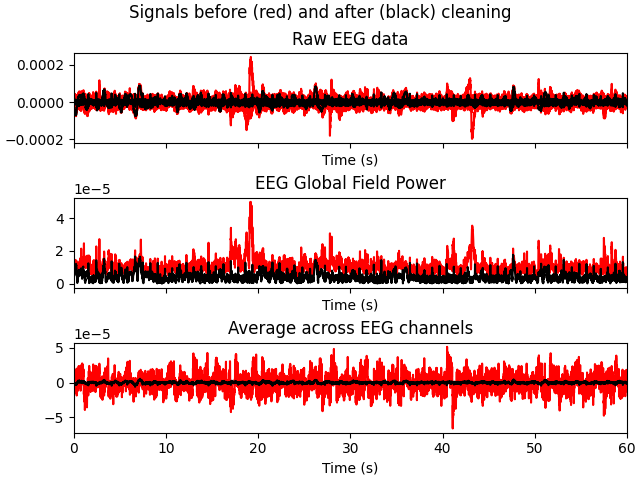 Signals before (red) and after (black) cleaning
Raw EEG data
0.0002
0.0000
−0.0002
Time (s)
1e−5
EEG Global Field Power
4
2
0
Time (s)
1e−5
Average across EEG channels
5
0
−5
0 10 20 30 40 50 60
Time (s)